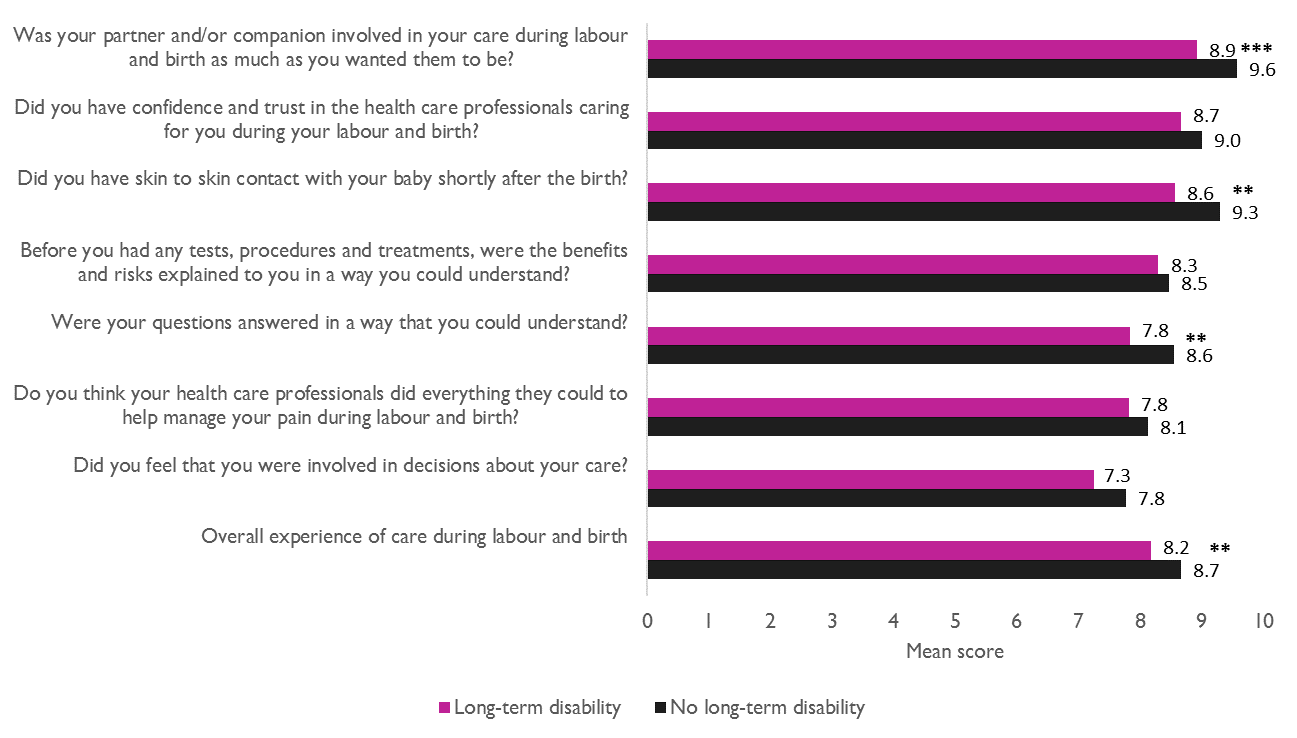 Was your partner and/or companion involved in your care during labour
and birth as much as you wanted them to be?
8.9 ***
9.6
Did you have confidence and trust in the health care professionals caring
for you during your labour and birth?
8.7
9.0
Did you have skin to skin contact with your baby shortly after the birth?
8.6 **
9.3
Before you had any tests, procedures and treatments, were the benefits
and risks explained to you in a way you could understand?
8.3
8.5
Were your questions answered in a way that you could understand?
7.8 **
8.6
Do you think your health care professionals did everything they could to
help manage your pain during labour and birth?
7.8
8.1
Did you feel that you were involved in decisions about your care?
7.3
7.8
Overall experience of care during labour and birth
8.2 **
8.7
0 1 2 3 4 5 6 7 8 9 10
Mean score
Long-term disability No long-term disability